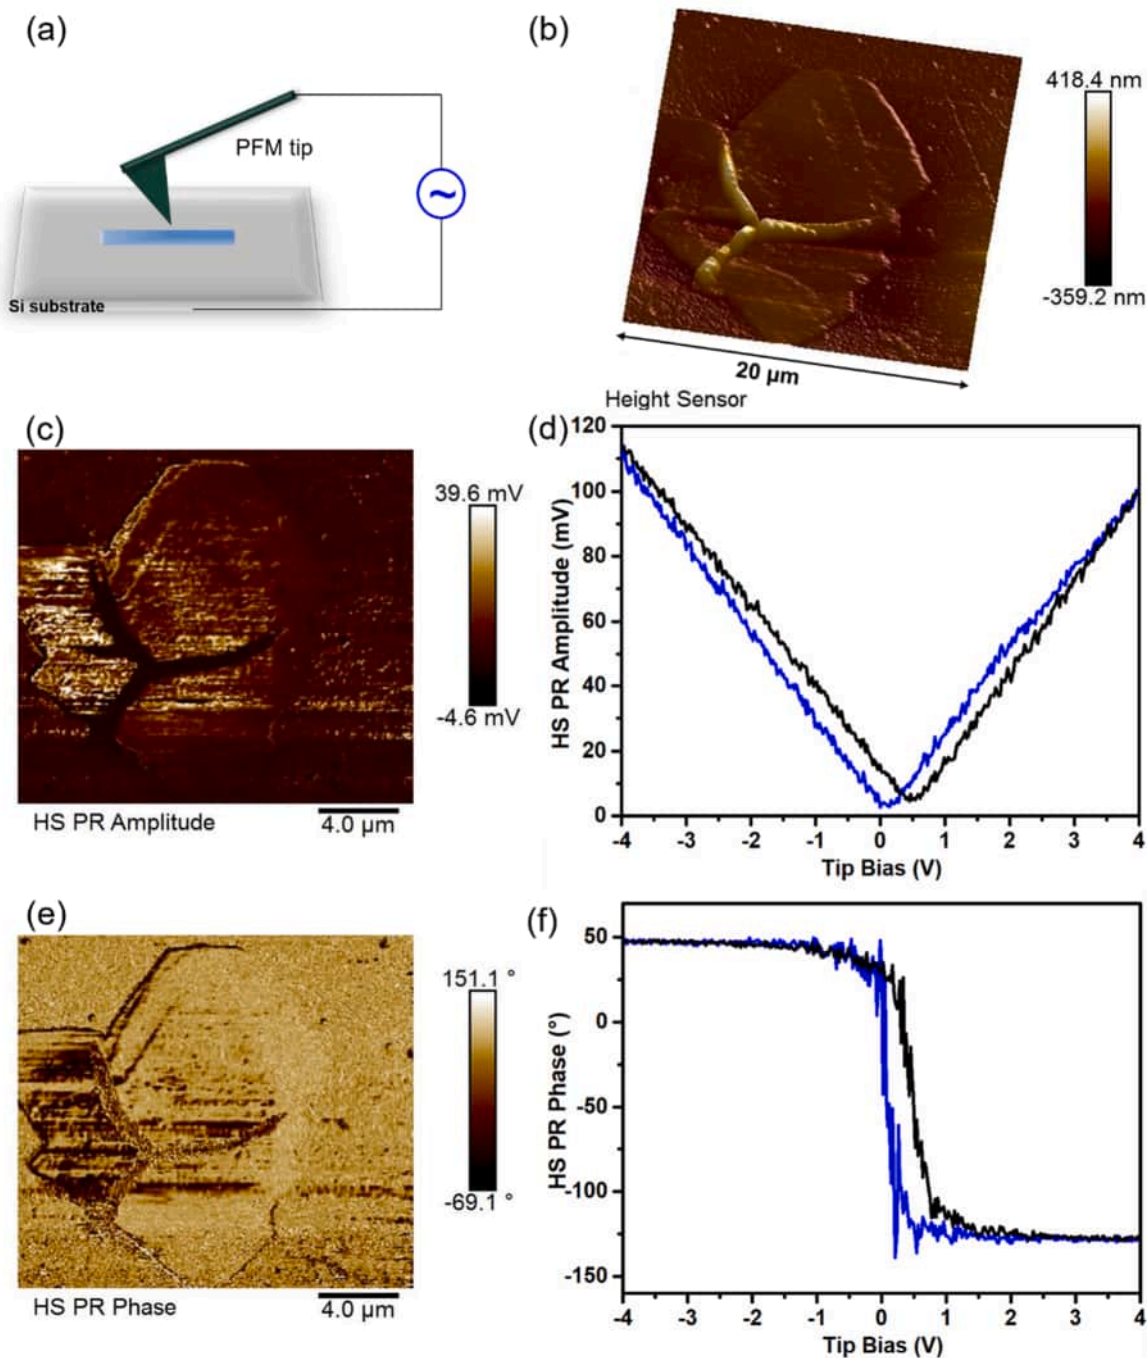 (a)
PFM tip
~
Si substrate
(b)
418.4 nm
-359.2 nm
20 µm
Height Sensor
(c)
39.6 mV
-4.6 mV
HS PR Amplitude
4.0 µm
(d)
HS PR Amplitude (mV)
120
100
80
60
40
20
0
-4 -3 -2 -1 0 1 2 3 4
Tip Bias (V)
(e)
151.1 °
-69.1 °
HS PR Phase
4.0 µm
(f)
HS PR Phase (°)
50
0
-50
-100
-150
-4 -3 -2 -1 0 1 2 3 4
Tip Bias (V)